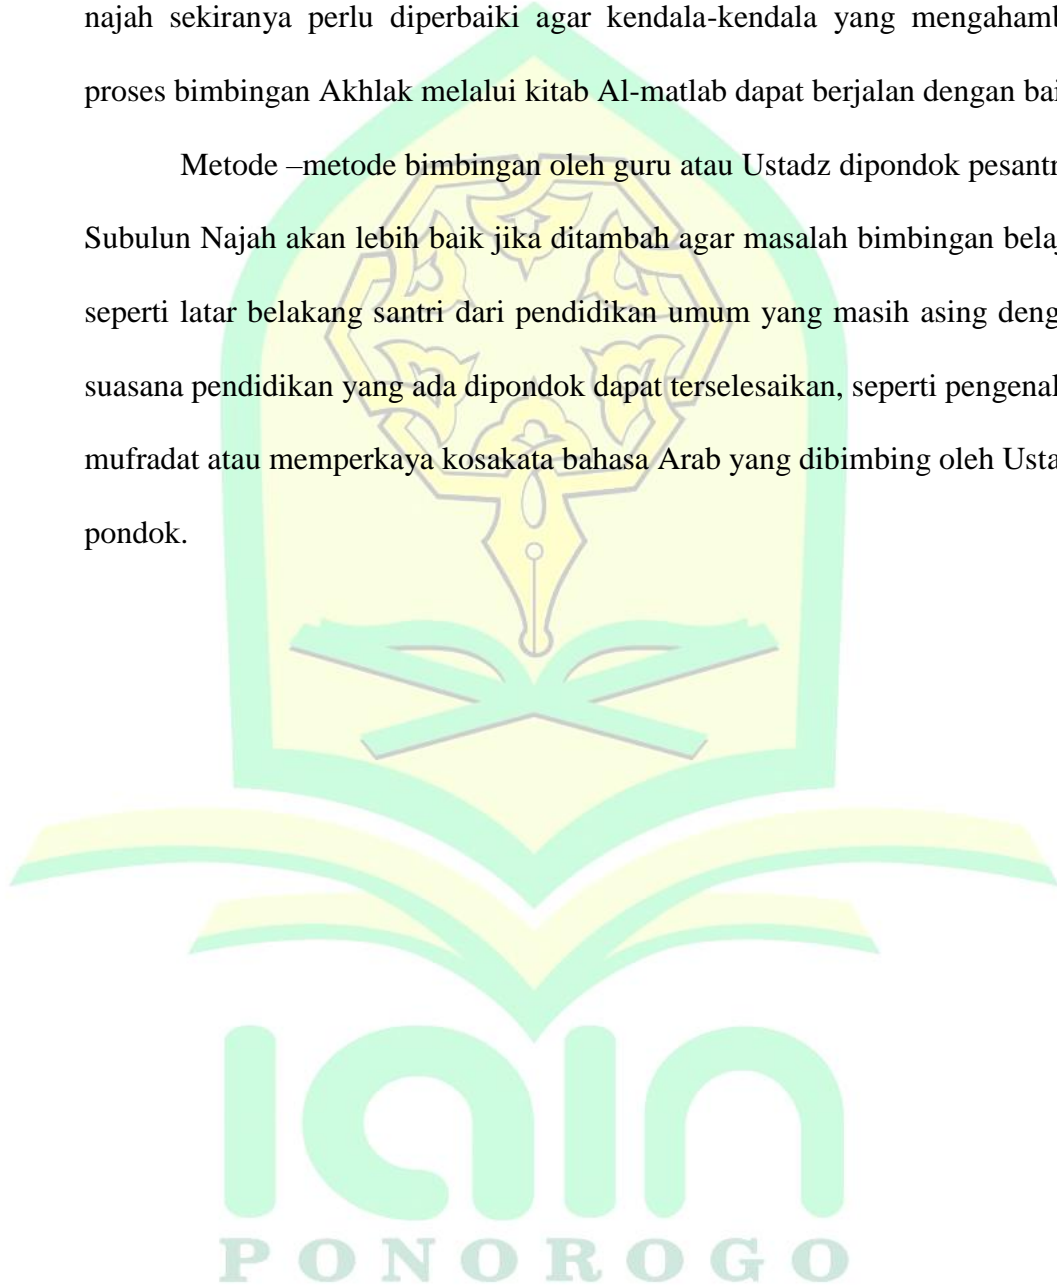 najah sekiranya perlu diperbaiki agar kendala-kendala yang mengahamb
proses bimbingan Akhlak melalui kitab Al-matlab dapat berjalan dengan bai
Metode –metode bimbingan oleh guru atau Ustadz dipondok pesantr
Subulun Najah akan lebih baik jika ditambah agar masalah bimbingan bela
seperti latar belakang santri dari pendidikan umum yang masih asing deng
suasana pendidikan yang ada dipondok dapat terselesaikan, seperti pengenal
mufradat atau memperkaya kosakata bahasa Arab yang dibimbing oleh Usta
pondok.
iain
PONOROGO